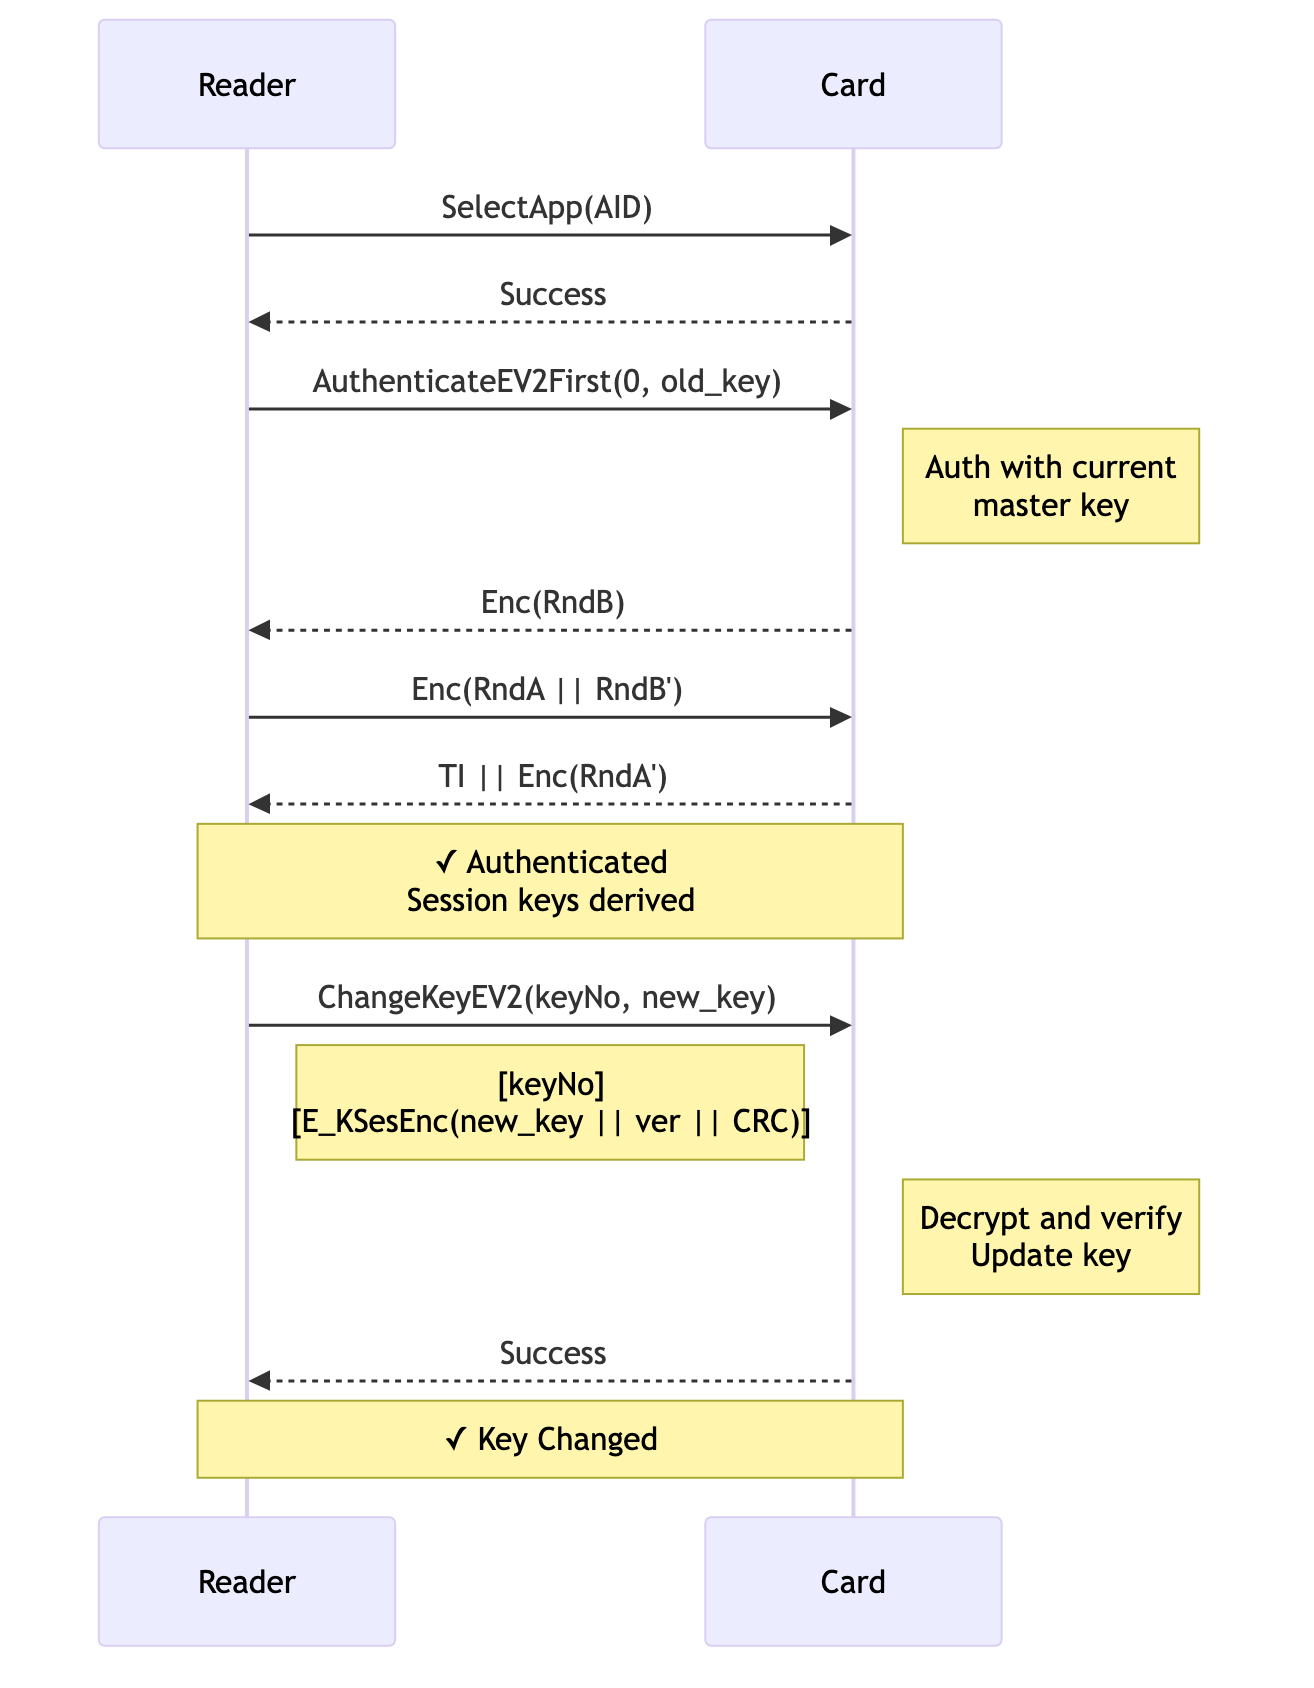 Reader
Card
SelectApp(AID)
Success
AuthenticateEV2First(0, old_key)
Auth with current
master key
Enc(RndB)
Enc(RndA || RndB')
TI || Enc(RndA')
✓ Authenticated
Session keys derived
ChangeKeyEV2(keyNo, new_key)
[keyNo]
[E_KSesEnc(new_key || ver || CRC)]
Decrypt and verify
Update key
Success
✓ Key Changed
Reader
Card